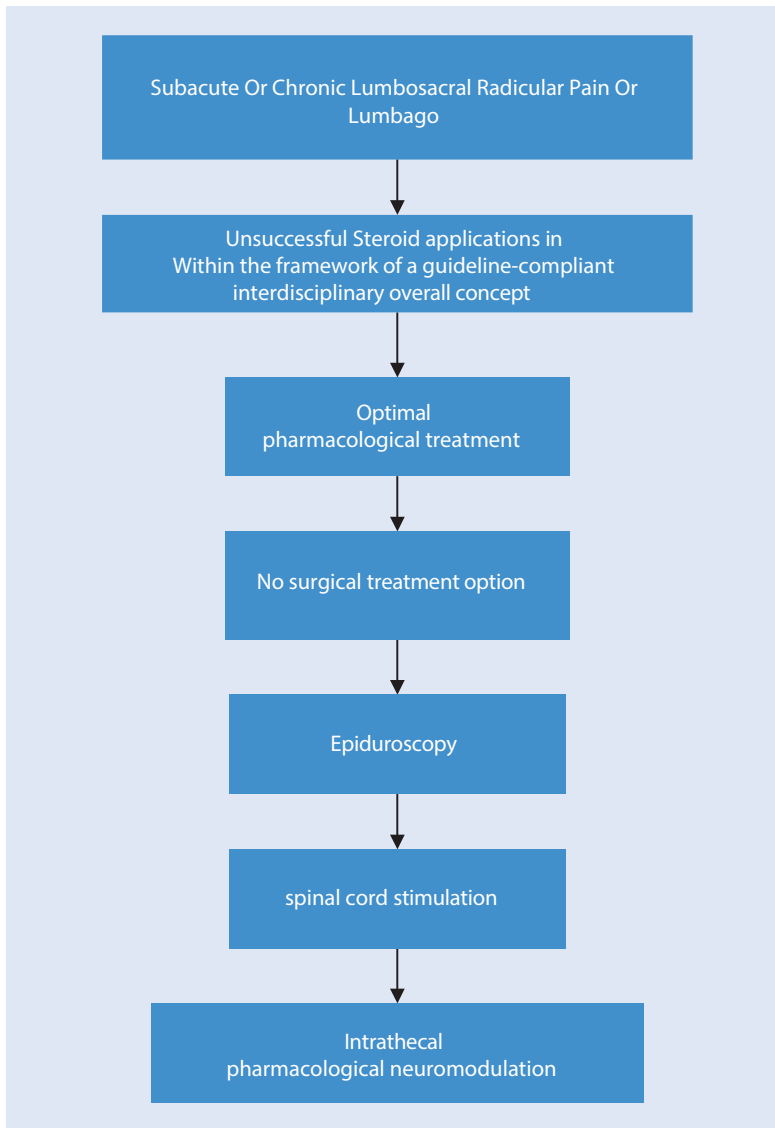 Subacute Or Chronic Lumbosacral Radicular Pain Or
Lumbago
Unsuccessful Steroid applications in
Within the framework of a guideline-compliant
interdisciplinary overall concept
Optimal
pharmacological treatment
No surgical treatment option
Epiduroscopy
spinal cord stimulation
Intrathecal
pharmacological neuromodulation